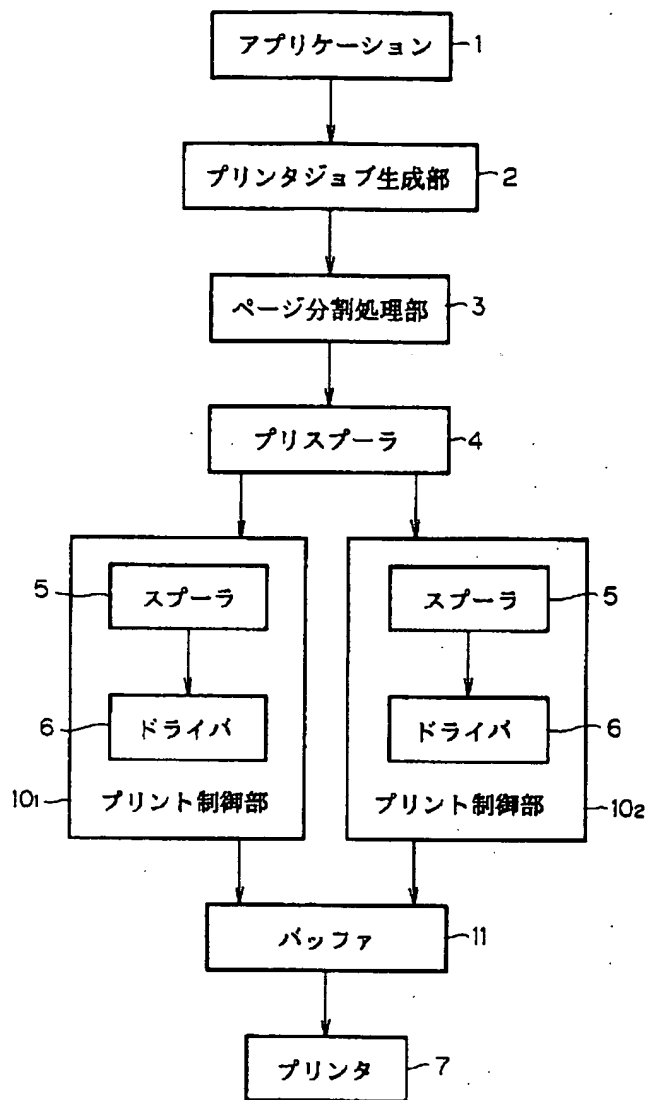 アプリケーション 1
プリンタジョブ生成部 2
ページ分割処理部 3
プリスプーラ 4
5 スプーラ
スプーラ 5
6 ドライバ
ドライバ 6
10₁ プリント制御部
プリント制御部 10₂
バッファ 11
プリンタ 7